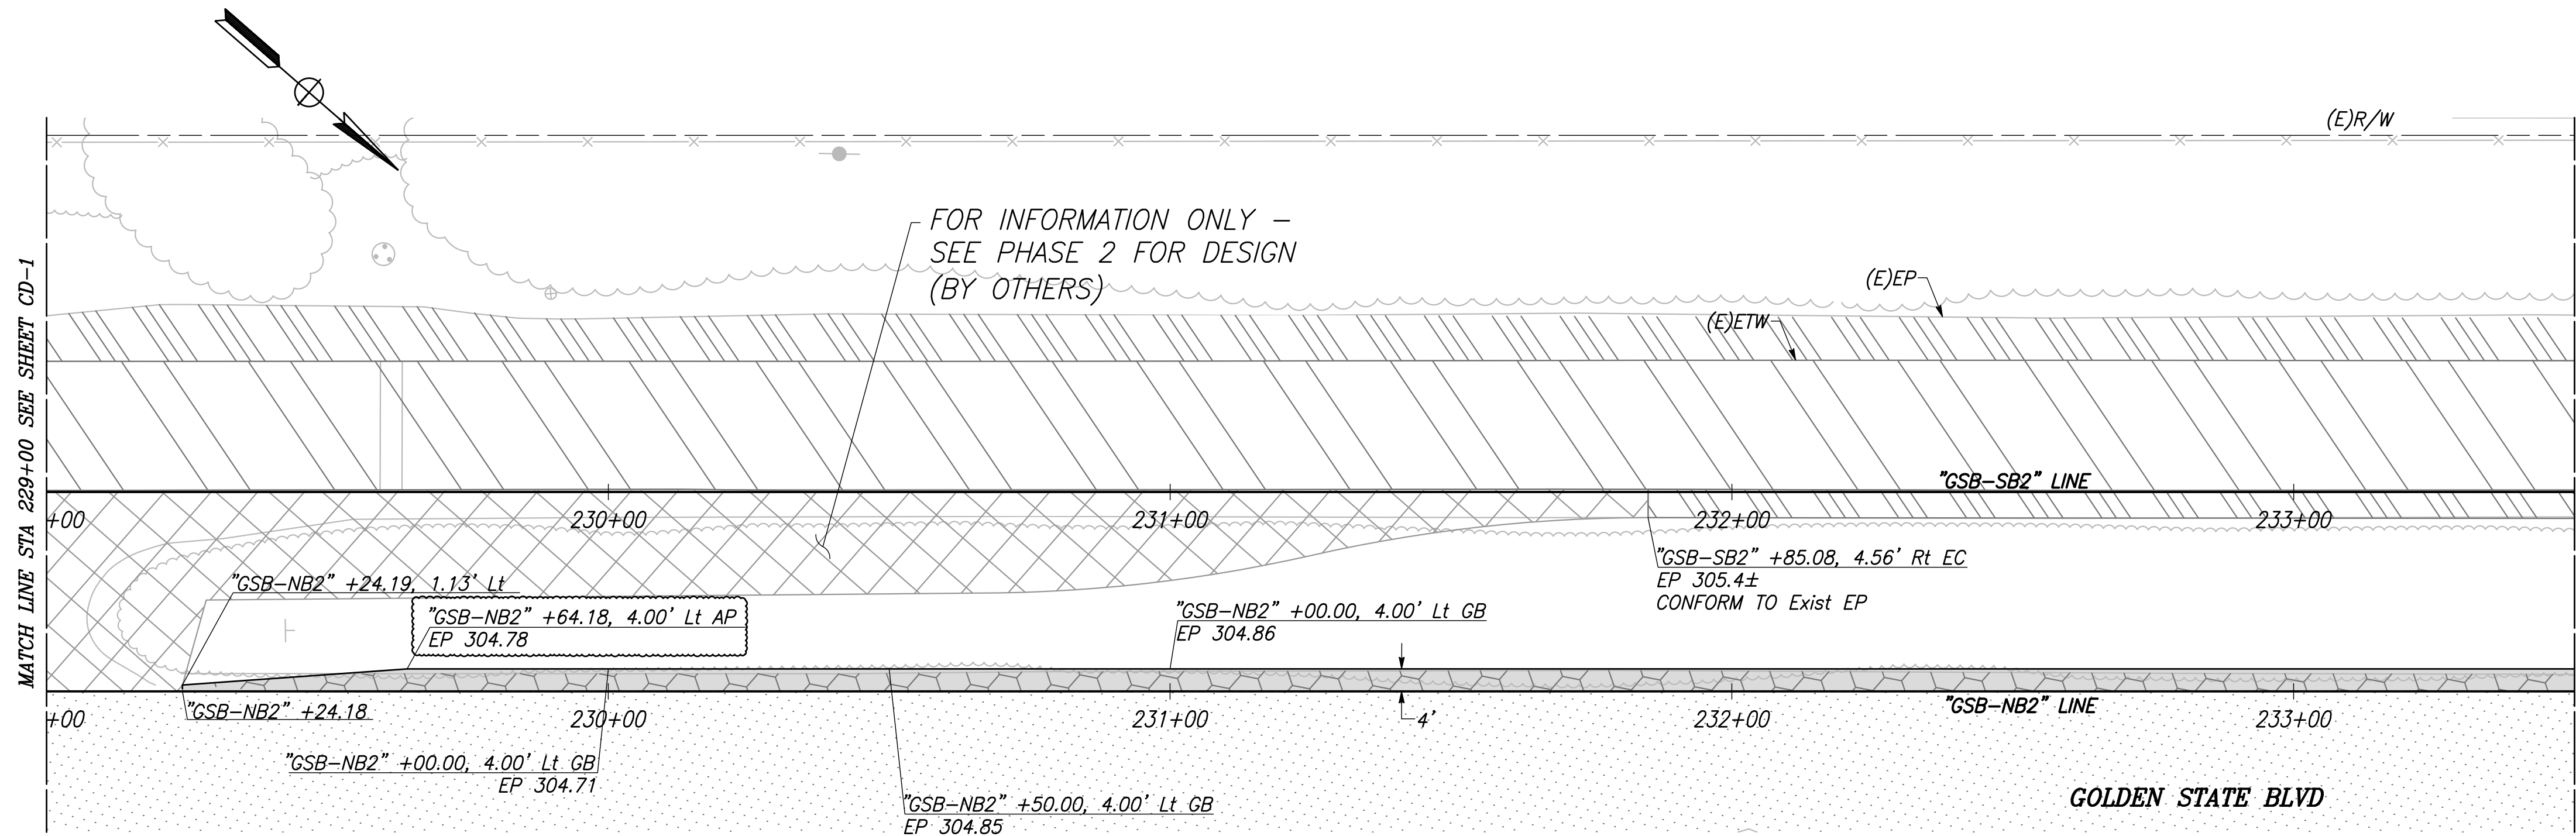 (E)R/W
FOR INFORMATION ONLY –
SEE PHASE 2 FOR DESIGN
(BY OTHERS)
(E)EP
(E)ETW
MATCH LINE STA 229+00 SEE SHEET CD-1
"GSB-SB2" LINE
+00
230+00
231+00
232+00
233+00
"GSB-SB2" +85.08, 4.56' Rt EC
EP 305.4±
CONFORM TO Exist EP
"GSB-NB2" +24.19, 1.13' Lt
"GSB-NB2" +64.18, 4.00' Lt AP
EP 304.78
"GSB-NB2" +00.00, 4.00' Lt GB
EP 304.86
"GSB-NB2" +24.18
"GSB-NB2" LINE
+00
230+00
231+00
4'
232+00
233+00
"GSB-NB2" +00.00, 4.00' Lt GB
EP 304.71
"GSB-NB2" +50.00, 4.00' Lt GB
EP 304.85
GOLDEN STATE BLVD